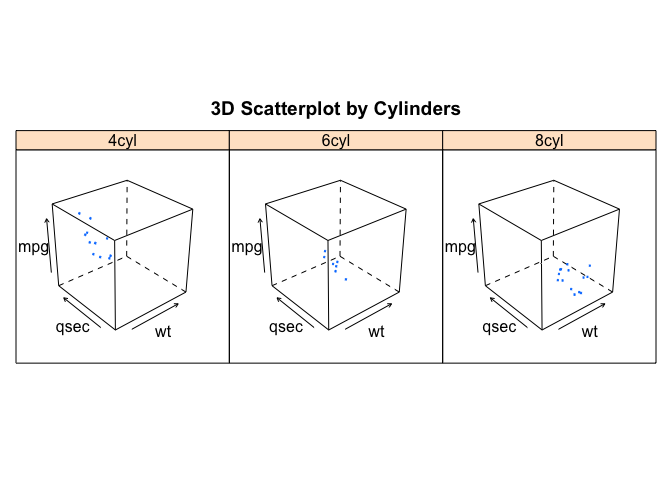 3D Scatterplot by Cylinders
4cyl
6cyl
8cyl
mpg
qsec
wt
mpg
qsec
wt
mpg
qsec
wt